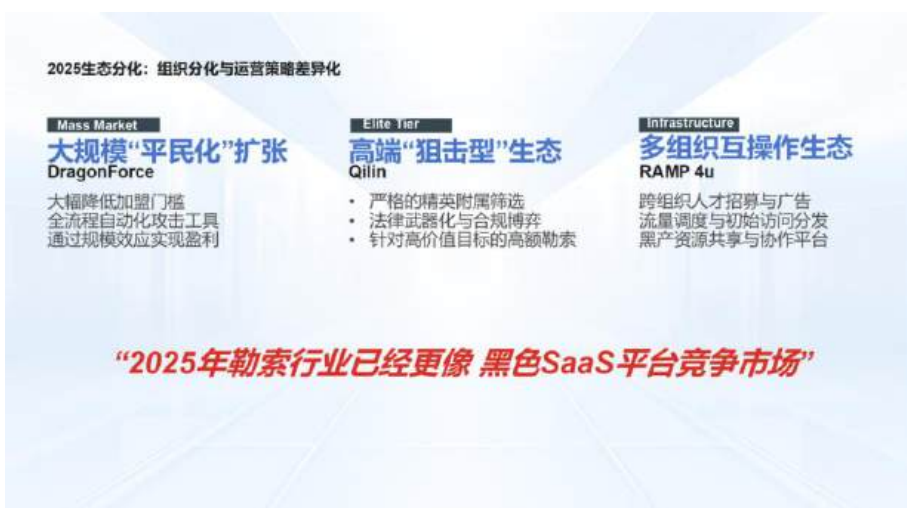 2025生态分化：组织分化与运营策略差异化
Mass Market
大规模“平民化”扩张
DragonForce
大幅降低加盟门槛
全流程自动化攻击工具
通过规模效应实现盈利
Elite Tier
高端“狙击型”生态
Qilin
• 严格的精英附属筛选
• 法律武器化与合规博弈
• 针对高价值目标的高额勒索
Infrastructure
多组织互操作生态
RAMP 4u
跨组织人才招募与广告
流量调度与初始访问分发
黑产资源共享与协作平台
“2025年勒索行业已经更像 黑色SaaS平台竞争市场”